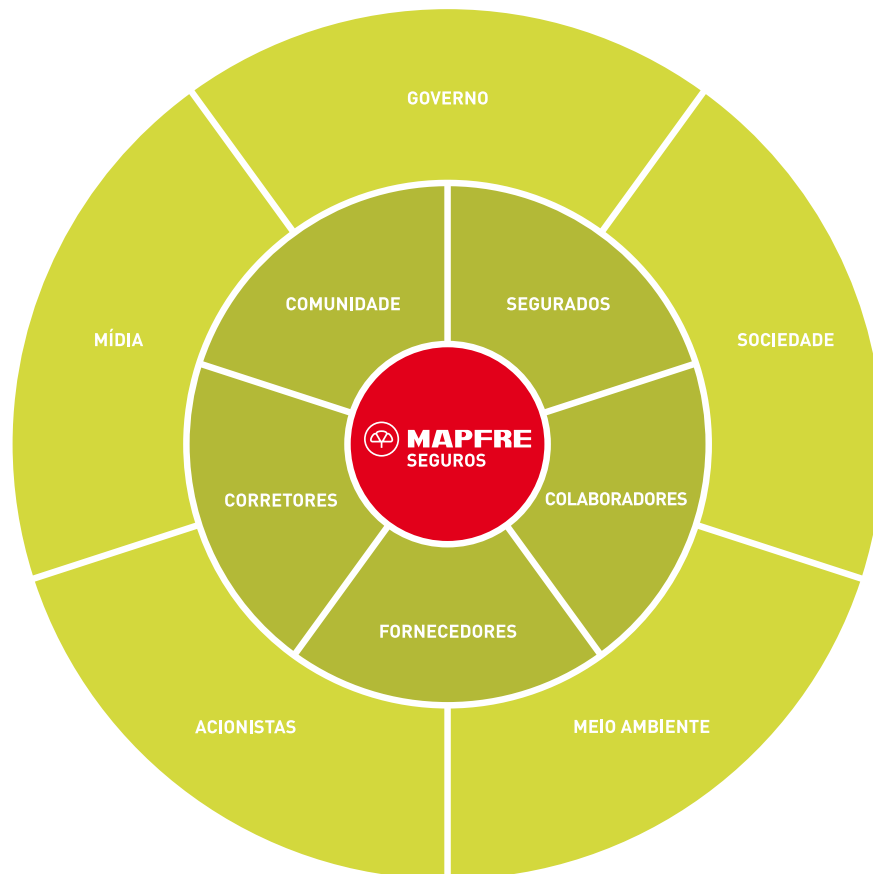 GOVERNO
COMUNIDADE
SEGURADOS
MÍDIA
SOCIEDADE
MAPFRE
SEGUROS
CORRETORES
COLABORADORES
FORNECEDORES
ACIONISTAS
MEIO AMBIENTE